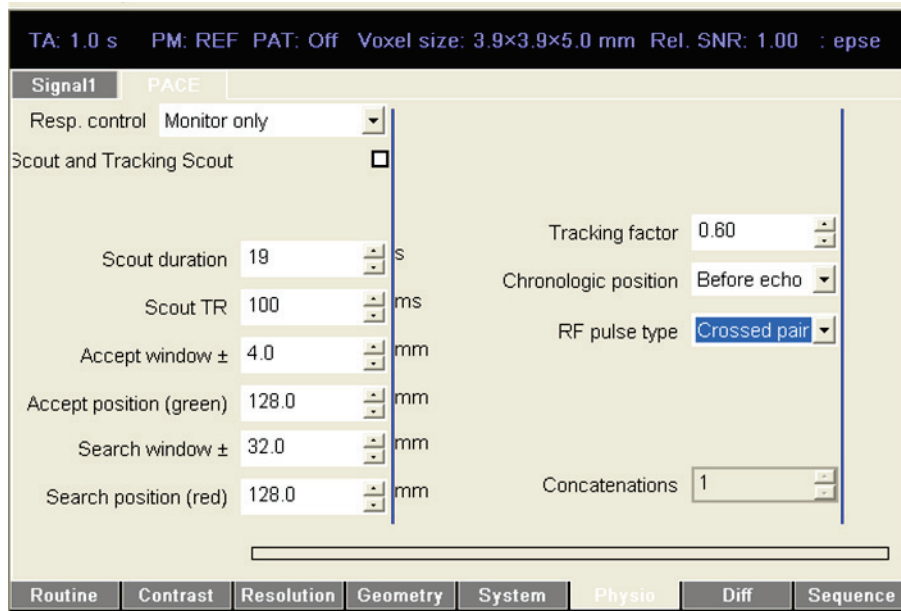 TA: 1.0 s PM: REF PAT: Off Voxel size: 3.9×3.9×5.0 mm Rel. SNR: 1.00 : epse
Signal1 PACE
Resp. control Monitor only
Scout and Tracking Scout
Scout duration 19 s
Scout TR 100 ms
Accept window ± 4.0 mm
Accept position (green) 128.0 mm
Search window ± 32.0 mm
Search position (red) 128.0 mm
Tracking factor 0.60
Chronologic position Before echo
RF pulse type Crossed pair
Concatenations 1
Routine Contrast Resolution Geometry System Physio Diff Sequence